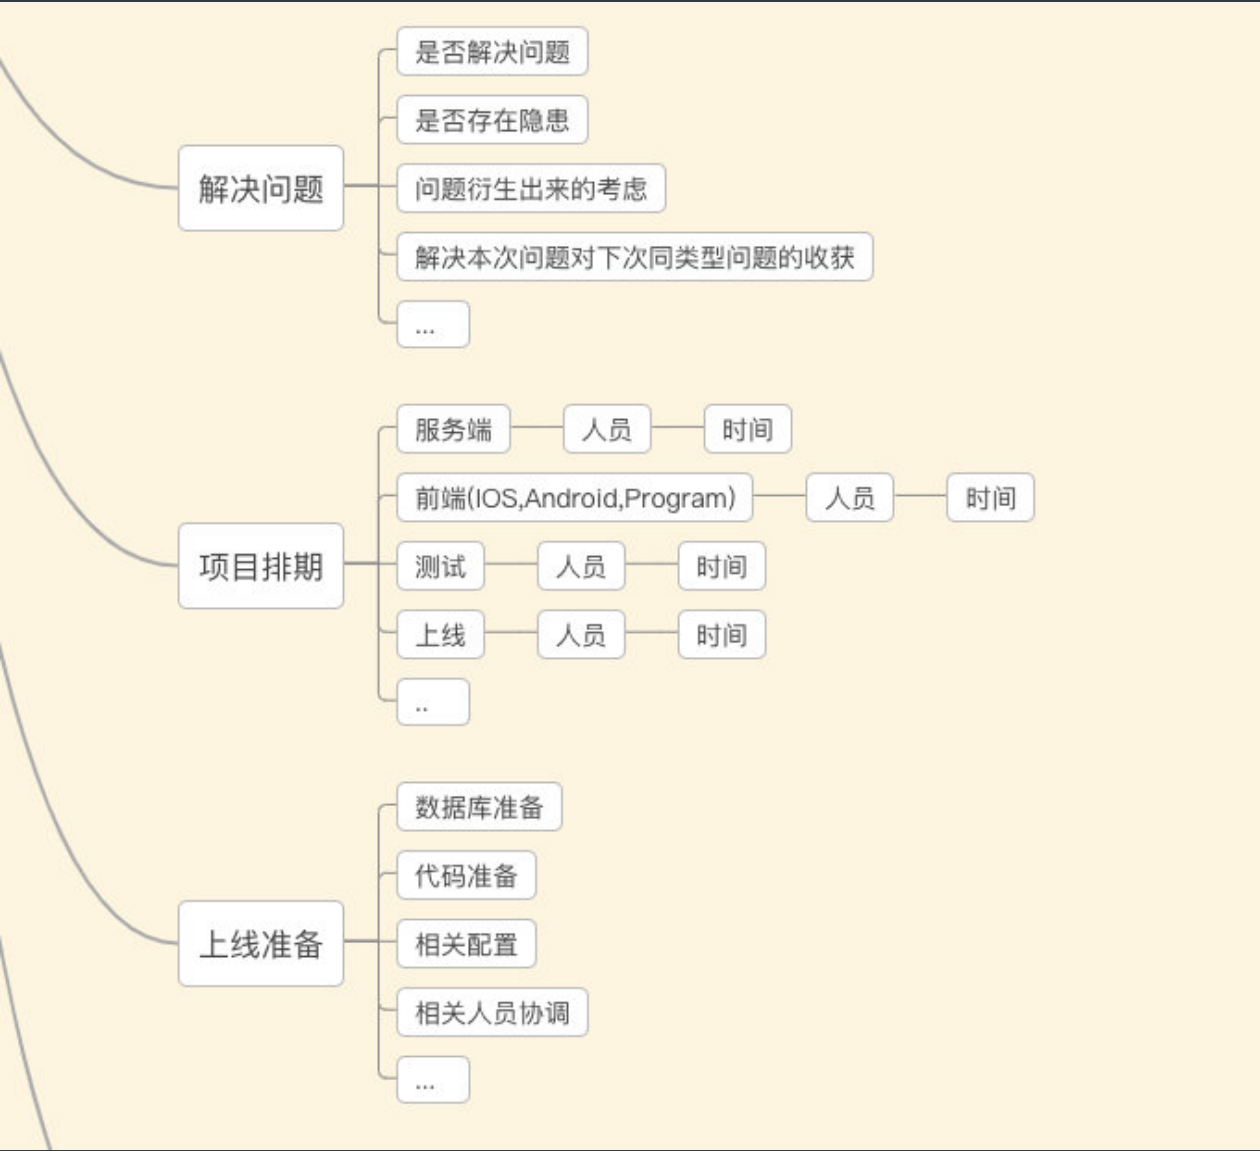 解决问题
是否解决问题
是否存在隐患
问题衍生出来的考虑
解决本次问题对下次同类型问题的收获
...
项目排期
服务端 人员 时间
前端(IOS,Android,Program) 人员 时间
测试 人员 时间
上线 人员 时间
..
上线准备
数据库准备
代码准备
相关配置
相关人员协调
...